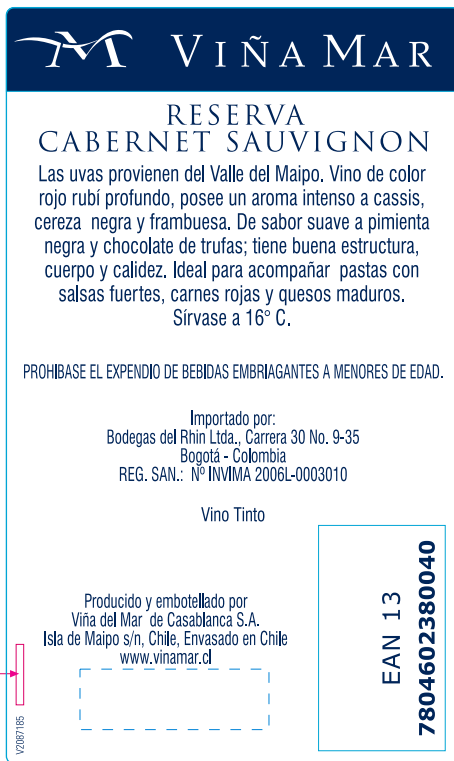 VIÑA MAR
RESERVA
CABERNET SAUVIGNON
Las uvas provienen del Valle del Maipo. Vino de color
rojo rubí profundo, posee un aroma intenso a cassis,
cereza negra y frambuesa. De sabor suave a pimienta
negra y chocolate de trufas; tiene buena estructura,
cuerpo y calidez. Ideal para acompañar pastas con
salsas fuertes, carnes rojas y quesos maduros.
Sírvase a 16° C.
PROHIBASE EL EXPENDIO DE BEBIDAS EMBRIAGANTES A MENORES DE EDAD.
Importado por:
Bodegas del Rhin Ltda., Carrera 30 No. 9-35
Bogotá - Colombia
REG. SAN.: Nº INVIMA 2006L-0003010
Vino Tinto
Producido y embotellado por
Viña del Mar de Casablanca S.A.
Isla de Maipo s/n, Chile, Envasado en Chile
www.vinamar.cl
V2087185
EAN 13
7804602380040